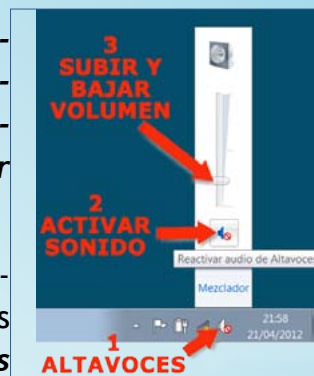 3
SUBIR Y
BAJAR
VOLUMEN
r
2
ACTIVAR
SONIDO
Reactivar audio de Altavoces
s
Mezclador
s
21:58
21/04/2012
1
ALTAVOCES